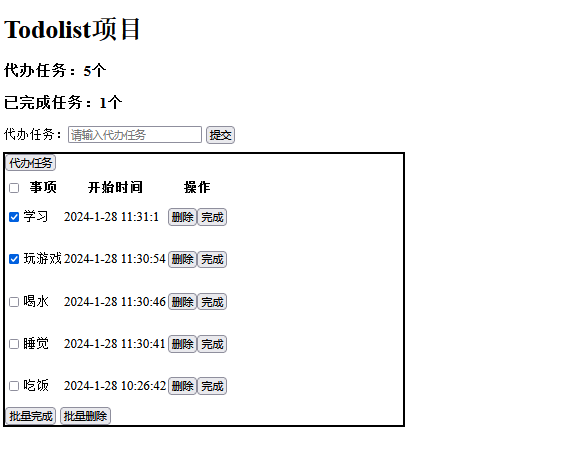 Todolist项目
代办任务：5个
已完成任务：1个
代办任务： 请输入代办任务 提交
代办任务
事项 开始时间 操作
学习 2024-1-28 11:31:1 删除 完成
玩游戏 2024-1-28 11:30:54 删除 完成
喝水 2024-1-28 11:30:46 删除 完成
睡觉 2024-1-28 11:30:41 删除 完成
吃饭 2024-1-28 10:26:42 删除 完成
批量完成 批量删除